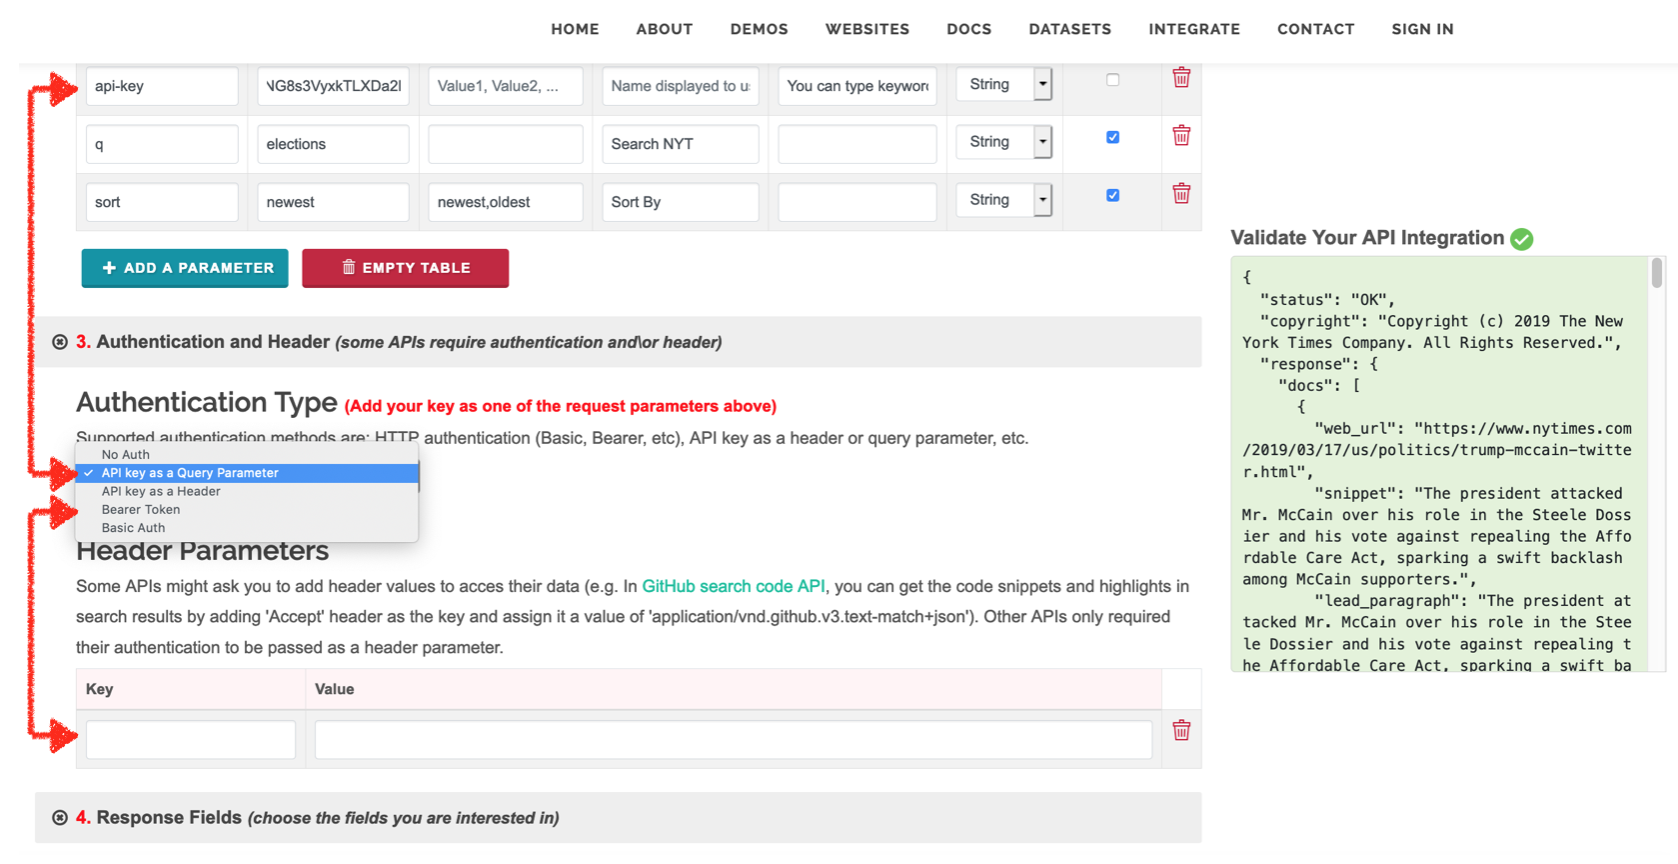 HOME ABOUT DEMOS WEBSITES DOCS DATASETS INTEGRATE CONTACT SIGN IN
api-key VG8s3VyxkTLXDa2l Value1, Value2, ... Name displayed to u You can type keyword String
q elections Search NYT String
sort newest newest,oldest Sort By String
+ ADD A PARAMETER EMPTY TABLE
3. Authentication and Header (some APIs require authentication and\or header)
Authentication Type (Add your key as one of the request parameters above)
Supported authentication methods are: HTTP authentication (Basic, Bearer, etc), API key as a header or query parameter, etc.
No Auth
✓ API key as a Query Parameter
API key as a Header
Bearer Token
Basic Auth
Header Parameters
Some APIs might ask you to add header values to acces their data (e.g. In GitHub search code API, you can get the code snippets and highlights in
search results by adding 'Accept' header as the key and assign it a value of 'application/vnd.github.v3.text-match+json'). Other APIs only required
their authentication to be passed as a header parameter.
Key Value
4. Response Fields (choose the fields you are interested in)
Validate Your API Integration
{
"status": "OK",
"copyright": "Copyright (c) 2019 The New
York Times Company. All Rights Reserved.",
"response": {
"docs": [
{
"web_url": "https://www.nytimes.com
/2019/03/17/us/politics/trump-mccain-twitte
r.html",
"snippet": "The president attacked
Mr. McCain over his role in the Steele Doss
ier and his vote against repealing the Affo
rdable Care Act, sparking a swift backlash
among McCain supporters.",
"lead_paragraph": "The president at
tacked Mr. McCain over his role in the Stee
le Dossier and his vote against repealing t
he Affordable Care Act, sparking a swift ba